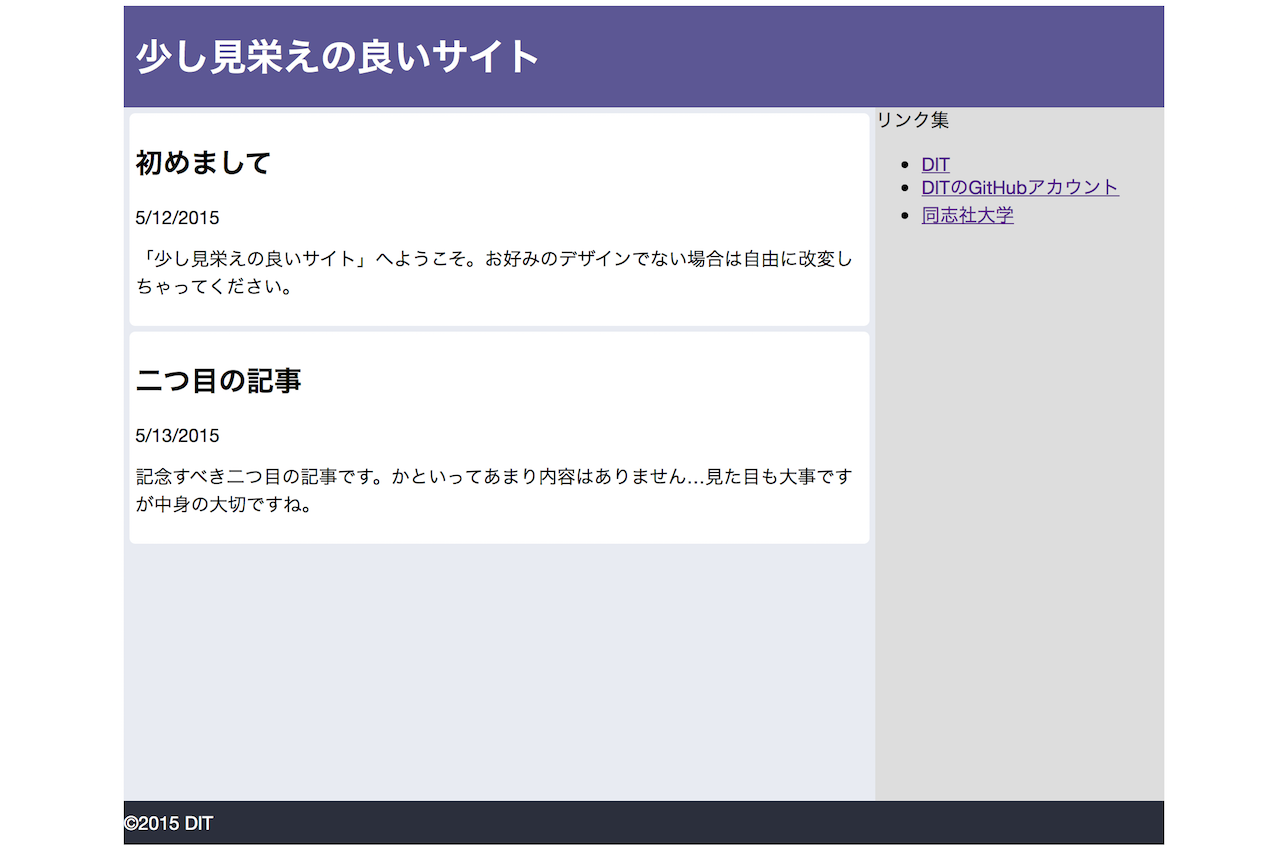 少し見栄えの良いサイト
初めまして
5/12/2015
「少し見栄えの良いサイト」へようこそ。お好みのデザインでない場合は自由に改変し
ちゃってください。
二つ目の記事
5/13/2015
記念すべき二つ目の記事です。かといってあまり内容はありません…見た目も大事です
が中身の大切ですね。
リンク集
DIT
DITのGitHubアカウント
同志社大学
©2015 DIT